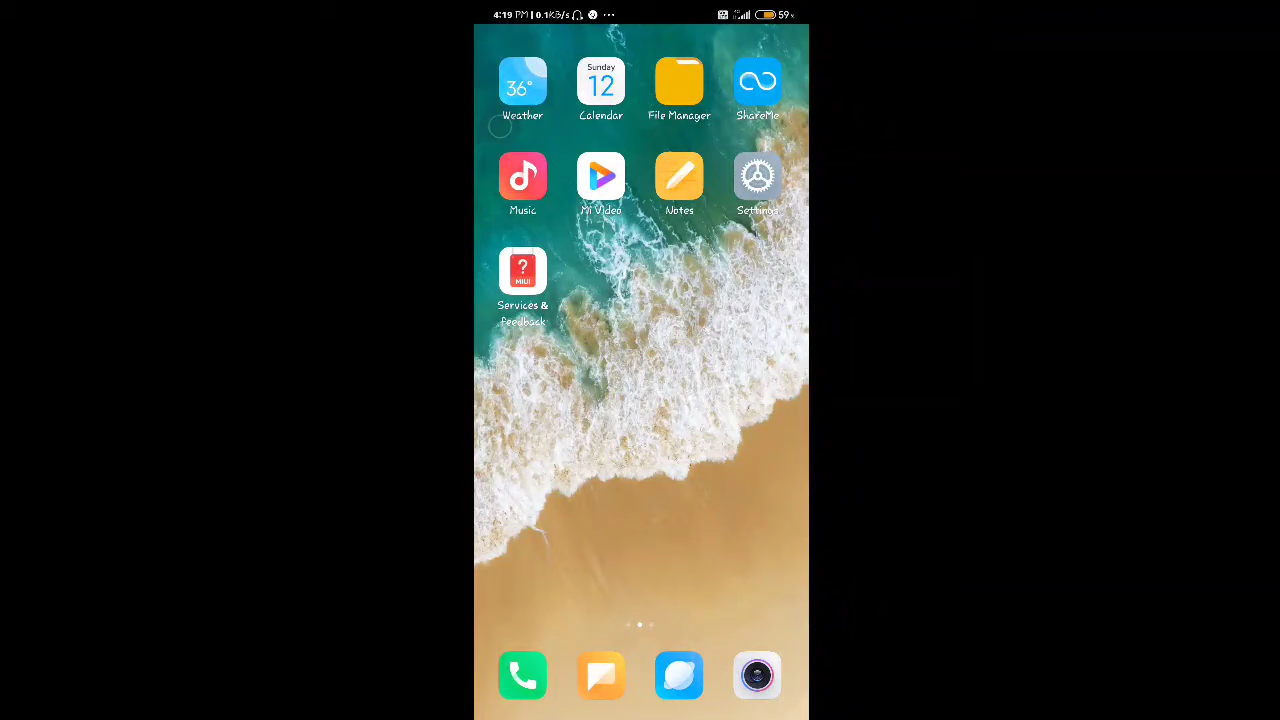 4:19 PM | 0.1KB/s
59%
Sunday
36°
12
Weather
Calendar
File Manager
ShareMe
Music
Mi Video
Notes
Settings
?
MIUI
Services &
feedback